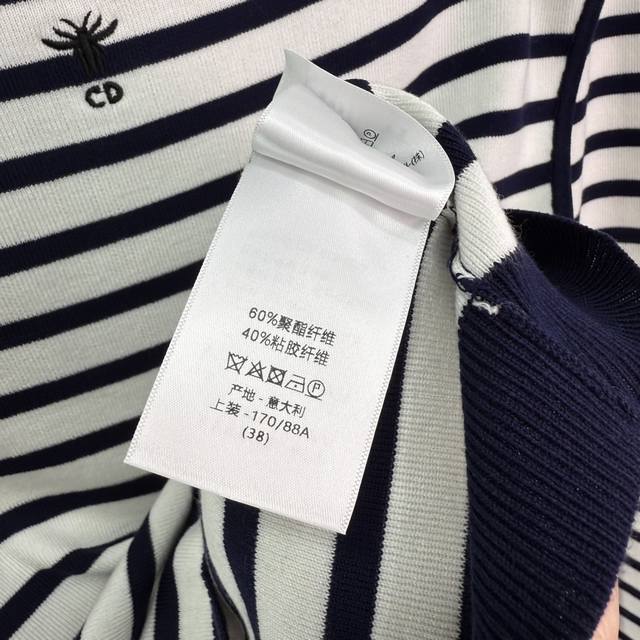 CD
60%聚酯纤维
40%粘胶纤维
产地 - 意大利
上装 - 170/88A
(38)